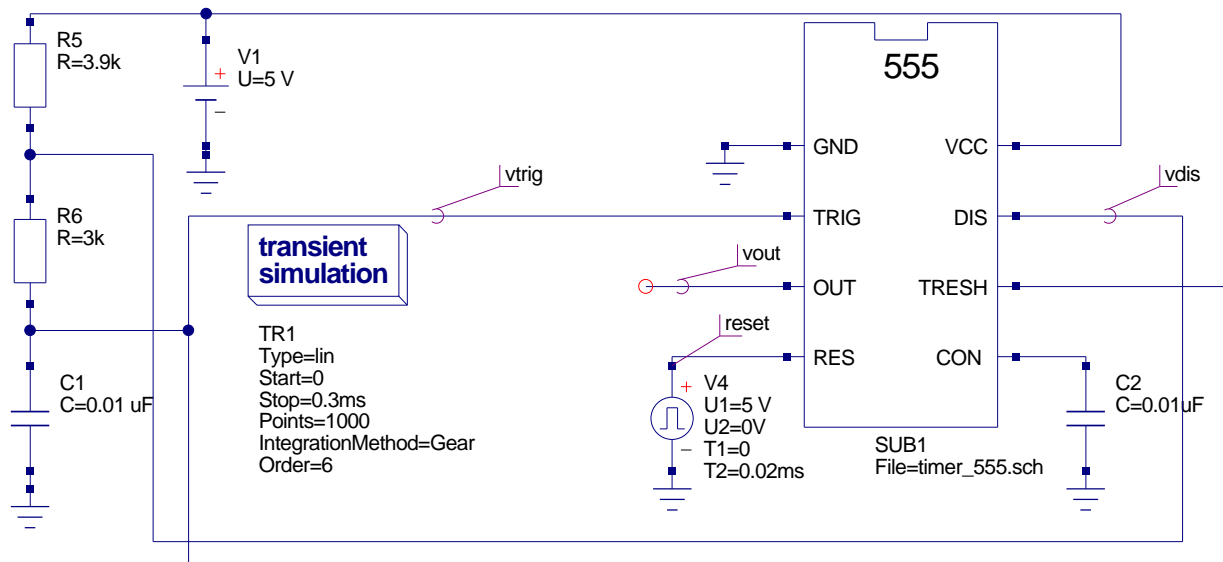 R5
R=3.9k
V1
U=5 V
+
−
555
GND
VCC
vtrig
vdis
R6
R=3k
TRIG
DIS
transient
simulation
vout
OUT
TRESH
TR1
Type=lin
Start=0
Stop=0.3ms
Points=1000
IntegrationMethod=Gear
Order=6
reset
RES
CON
C1
C=0.01 uF
+
−
V4
U1=5 V
U2=0V
T1=0
T2=0.02ms
C2
C=0.01uF
SUB1
File=timer_555.sch